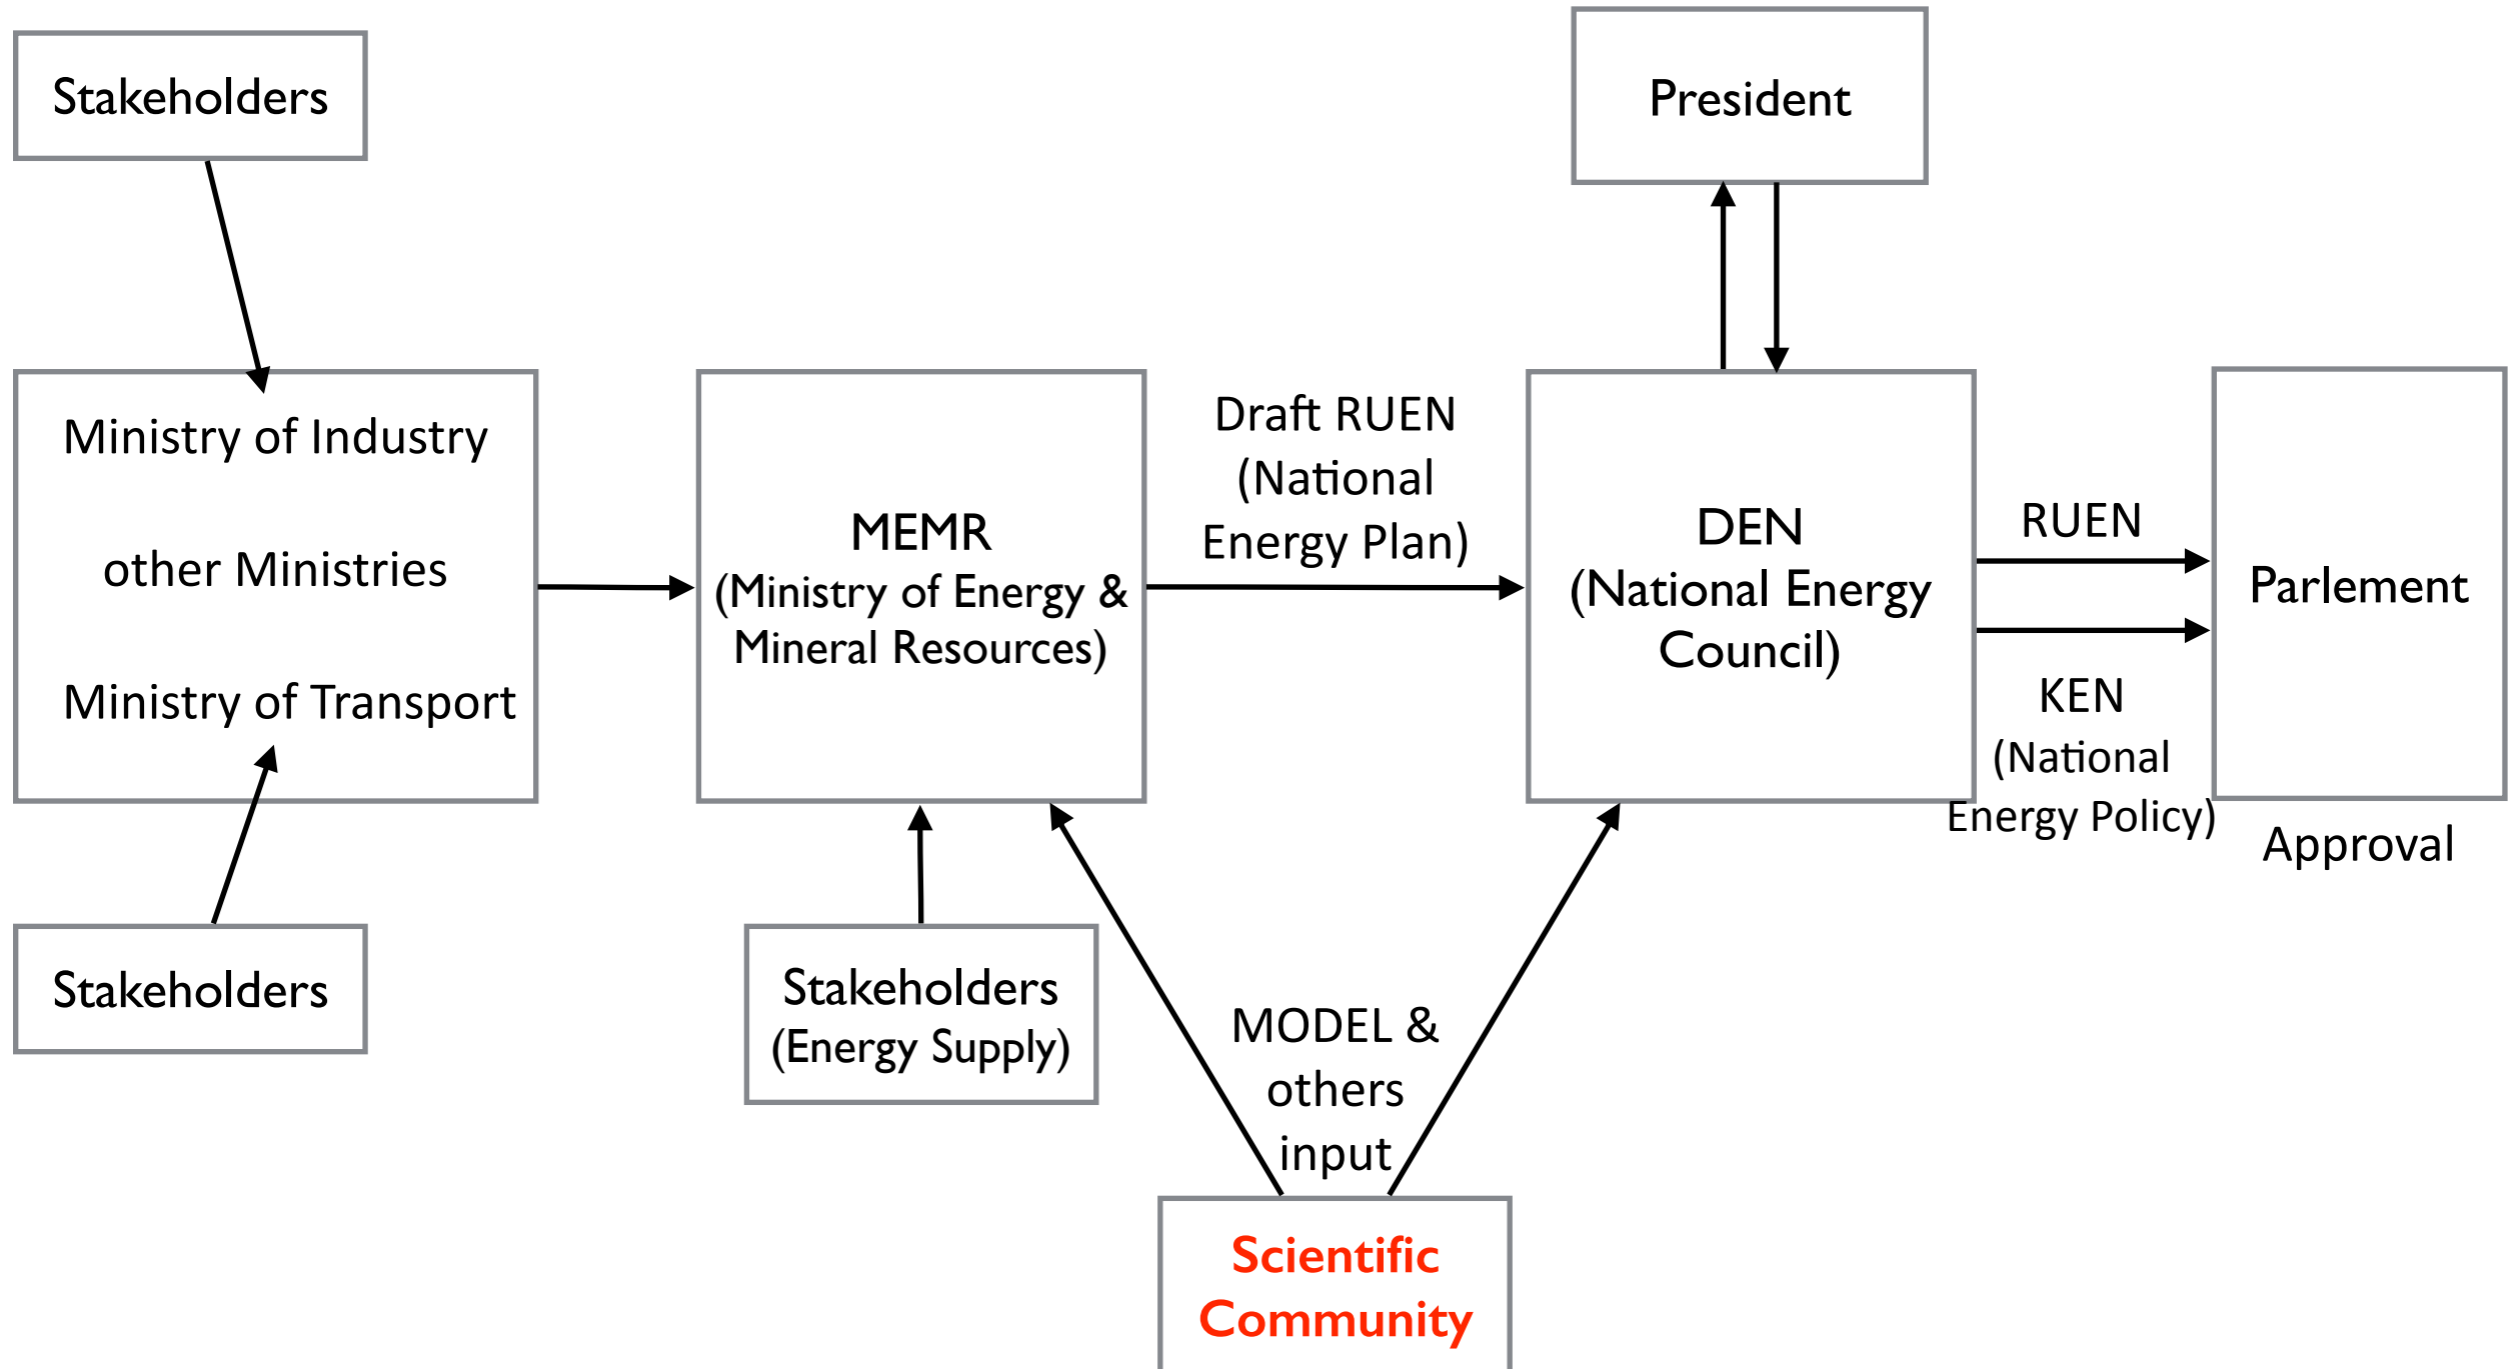 Stakeholders
President
Ministry of Industry
other Ministries
Ministry of Transport
MEMR
(Ministry of Energy &
Mineral Resources)
Draft RUEN
(National
Energy Plan)
DEN
(National Energy
Council)
RUEN
KEN
(National
Energy Policy)
Parlement
Approval
Stakeholders
Stakeholders
(Energy Supply)
MODEL &
others
input
Scientific
Community